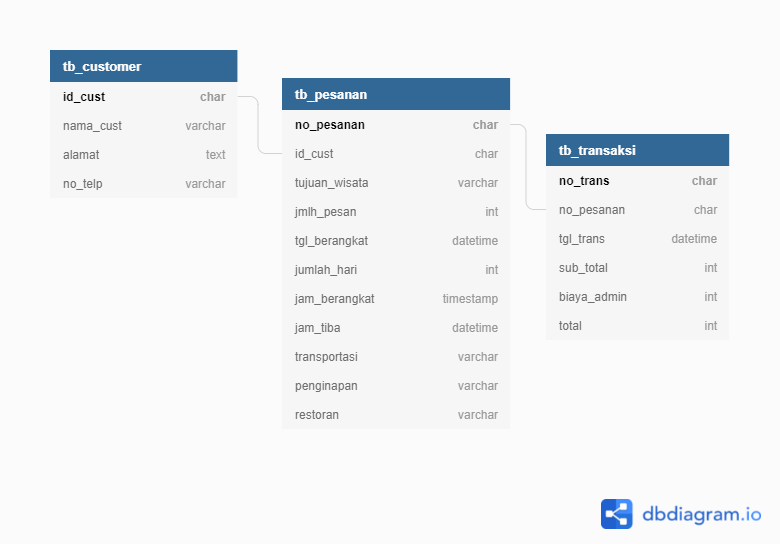 tb_customer
id_cust char
nama_cust varchar
alamat text
no_telp varchar
tb_pesanan
no_pesanan char
id_cust char
tujuan_wisata varchar
jmlh_pesan int
tgl_berangkat datetime
jumlah_hari int
jam_berangkat timestamp
jam_tiba datetime
transportasi varchar
penginapan varchar
restoran varchar
tb_transaksi
no_trans char
no_pesanan char
tgl_trans datetime
sub_total int
biaya_admin int
total int
dbdiagram.io